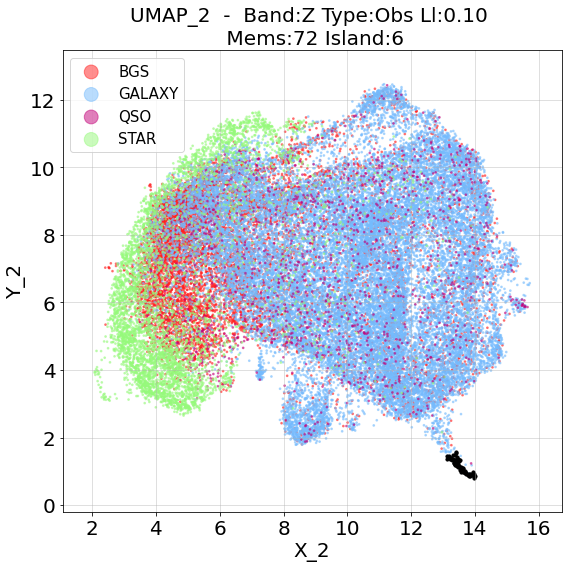 UMAP_2  -  Band:Z Type:Obs Ll:0.10
Mems:72 Island:6
BGS
GALAXY
QSO
STAR
12
10
8
6
4
2
0
Y_2
2 4 6 8 10 12 14 16
X_2